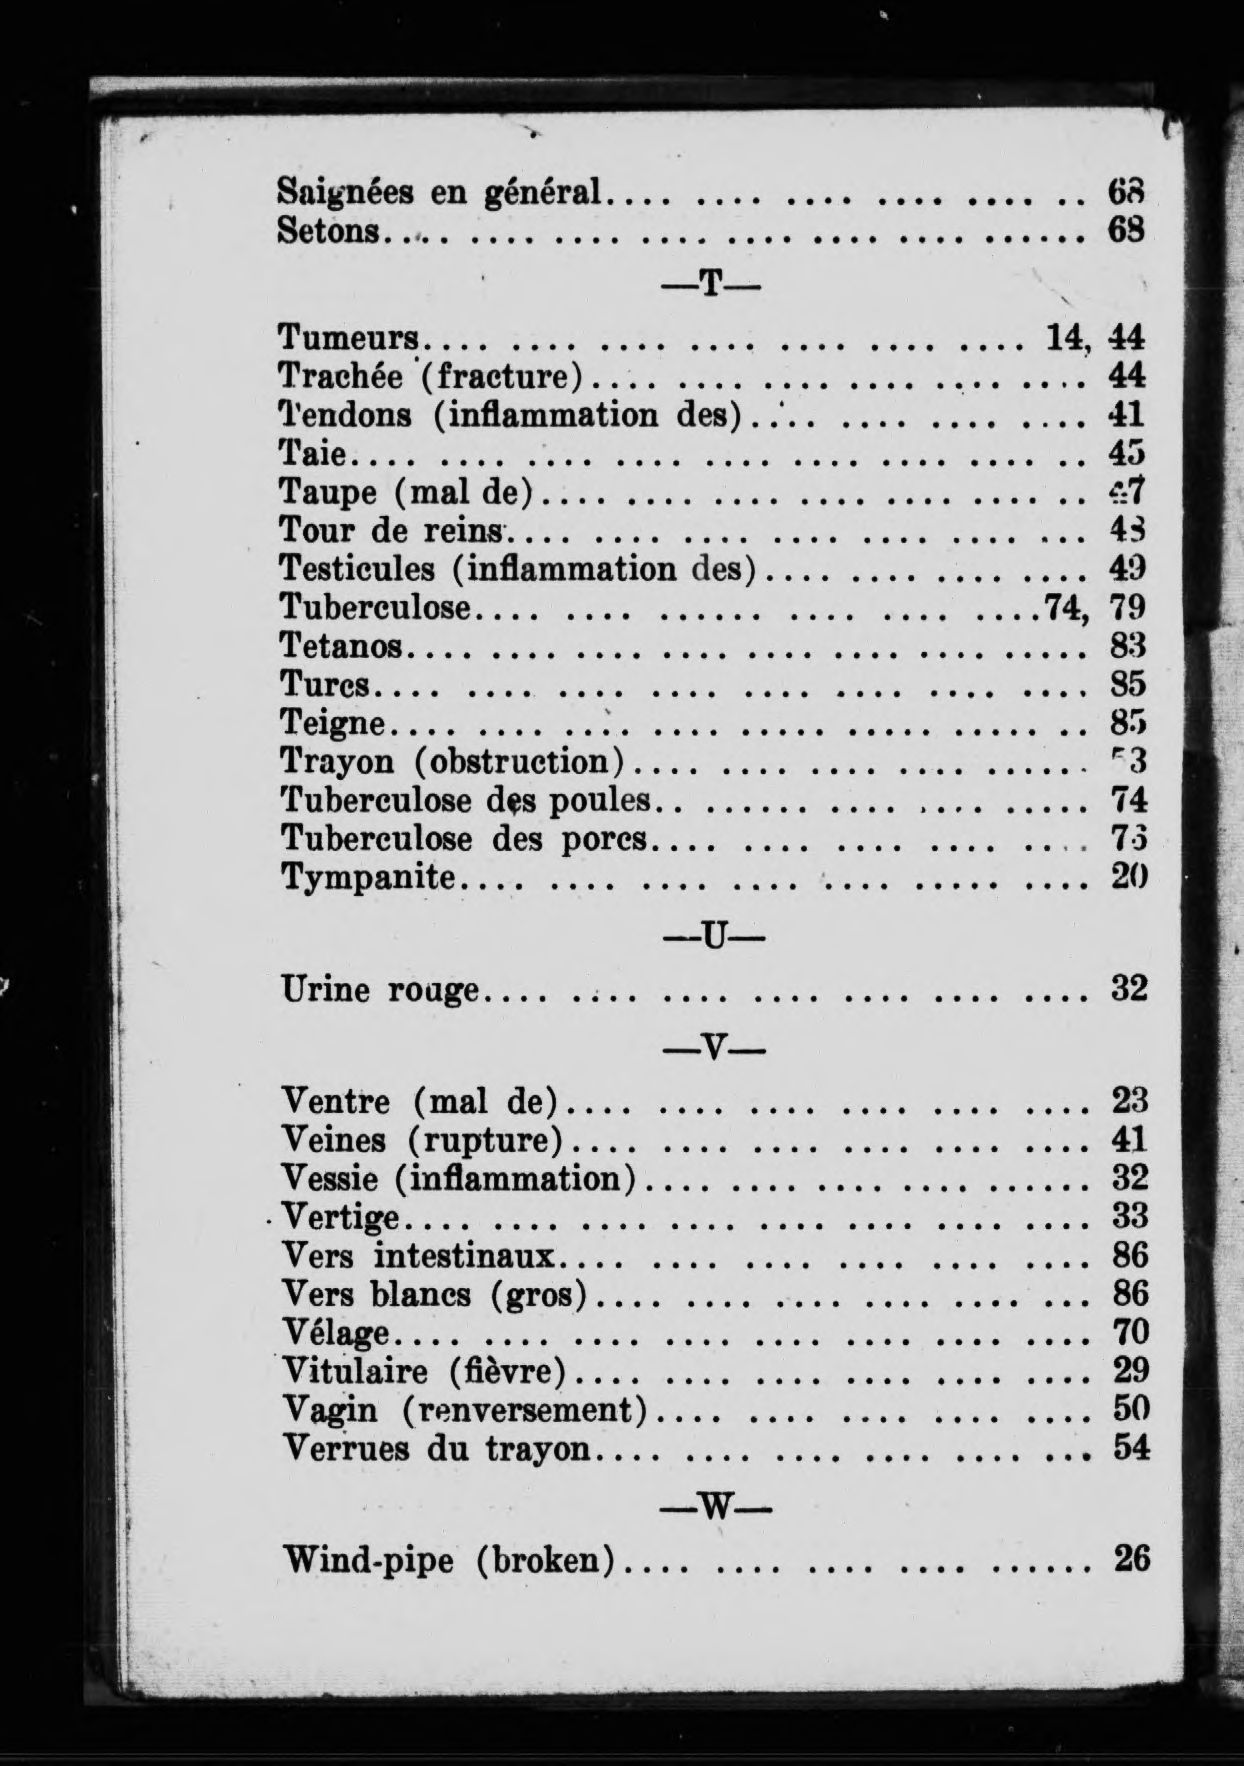 Saignées en général.... .... .... .... .... .. 68
Setons.... .... .... .... .... .... .... ...... 68
—T—
Tumeurs.... .... .... .... .... .... .... 14, 44
Trachée (fracture).... .... .... .... .... .... 44
Tendons (inflammation des).... .... .... .... 41
Taie.... .... .... .... .... .... .... .... .. 45
Taupe (mal de).... .... .... .... .... .... .. 47
Tour de reins.... .... .... .... .... .... ... 48
Testicules (inflammation des).... .... .... .... 49
Tuberculose.... .... ...... .... .... ....74, 79
Tetanos.... .... .... .... .... .... .... ..... 83
Turcs.... .... .... .... .... .... .... .... 85
Teigne.... .... .... .... ..... ..... ..... .. 85
Trayon (obstruction).... .... .... .... ...... 53
Tuberculose des poules.. ...... .... .... ..... 74
Tuberculose des porcs.... .... .... .... ....
Tympanite.... .... .... .... .... ..... .... 20
—U—
Urine rouge.... .... .... .... .... .... .... 32
—V—
Ventre (mal de).... .... .... .... .... .... 23
Veines (rupture).... .... .... .... .... .... 41
Vessie (inflammation).... .... .... .... ...... 32
Vertige.... .... .... .... .... .... .... .... 33
Vers intestinaux.... .... .... .... .... .... 86
Vers blancs (gros).... .... .... .... .... ... 86
Vélage.... .... .... .... .... .... .... .... 70
Vitulaire (fièvre).... .... .... .... .... .... 29
Vagin (renversement).... .... .... .... .... 50
Verrues du trayon.... .... .... .... .... ... 54
—W—
Wind-pipe (broken).... .... .... .... ...... 26